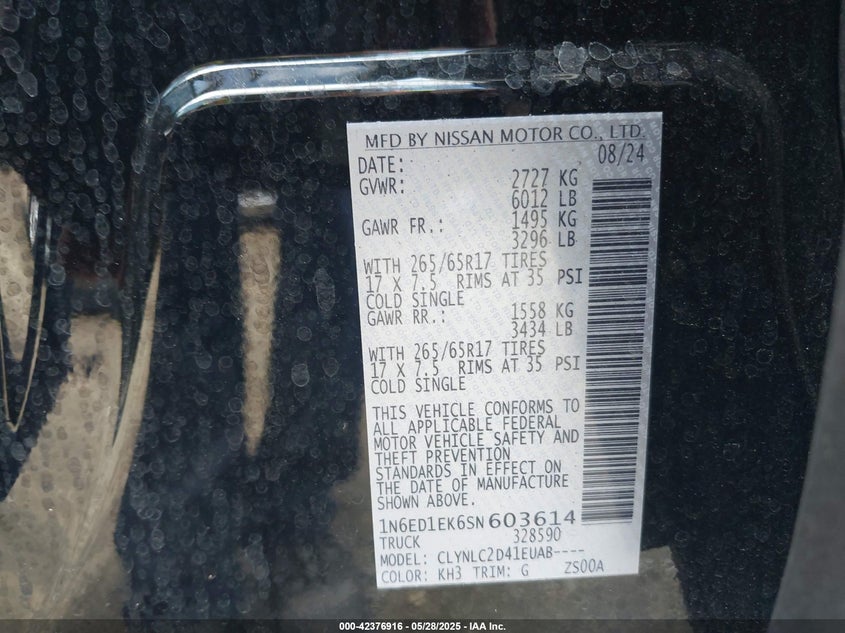 MFD BY NISSAN MOTOR CO., LTD.
DATE: 08/24
GVWR: 2727 KG
6012 LB
GAWR FR.: 1495 KG
3296 LB
WITH 265/65R17 TIRES
17 X 7.5 RIMS AT 35 PSI
COLD SINGLE
GAWR RR.: 1558 KG
3434 LB
WITH 265/65R17 TIRES
17 X 7.5 RIMS AT 35 PSI
COLD SINGLE
THIS VEHICLE CONFORMS TO
ALL APPLICABLE FEDERAL
MOTOR VEHICLE SAFETY AND
THEFT PREVENTION
STANDARDS IN EFFECT ON
THE DATE OF MANUFACTURE
SHOWN ABOVE.
1N6ED1EK6SN603614
TRUCK 328590
MODEL: CLYNLC2D41EUAB----
COLOR: KH3 TRIM: G ZS00A
000-42376916 | 05/28/2025 | IAA Inc.